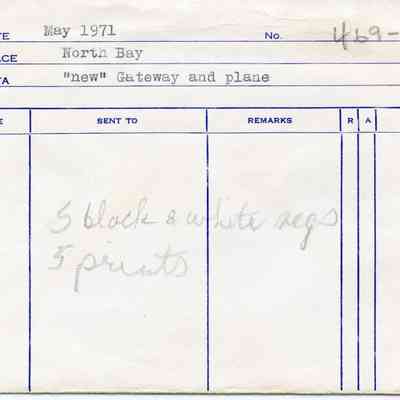 TE May 1971 No. 469-
ACE North Bay
TA "new" Gateway and plane
E SENT TO REMARKS R A
5 black & white negs
5 prints